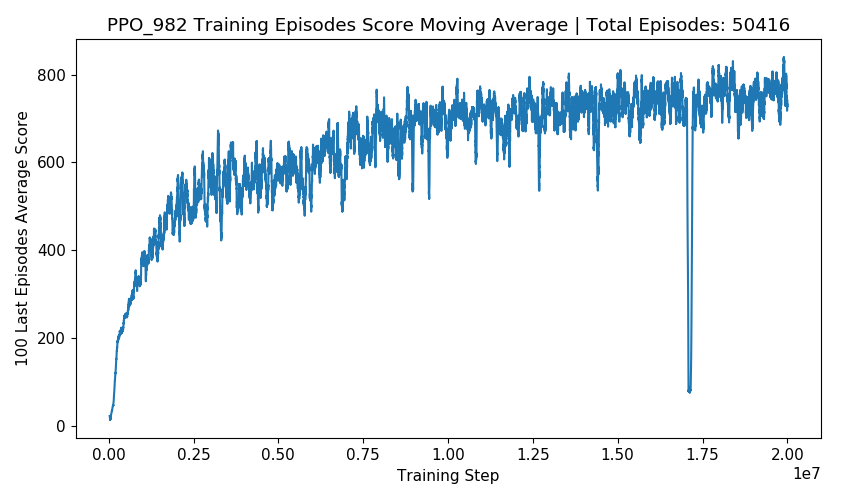 PPO_982 Training Episodes Score Moving Average | Total Episodes: 50416
100 Last Episodes Average Score
800
600
400
200
0
0.00 0.25 0.50 0.75 1.00 1.25 1.50 1.75 2.00
1e7
Training Step